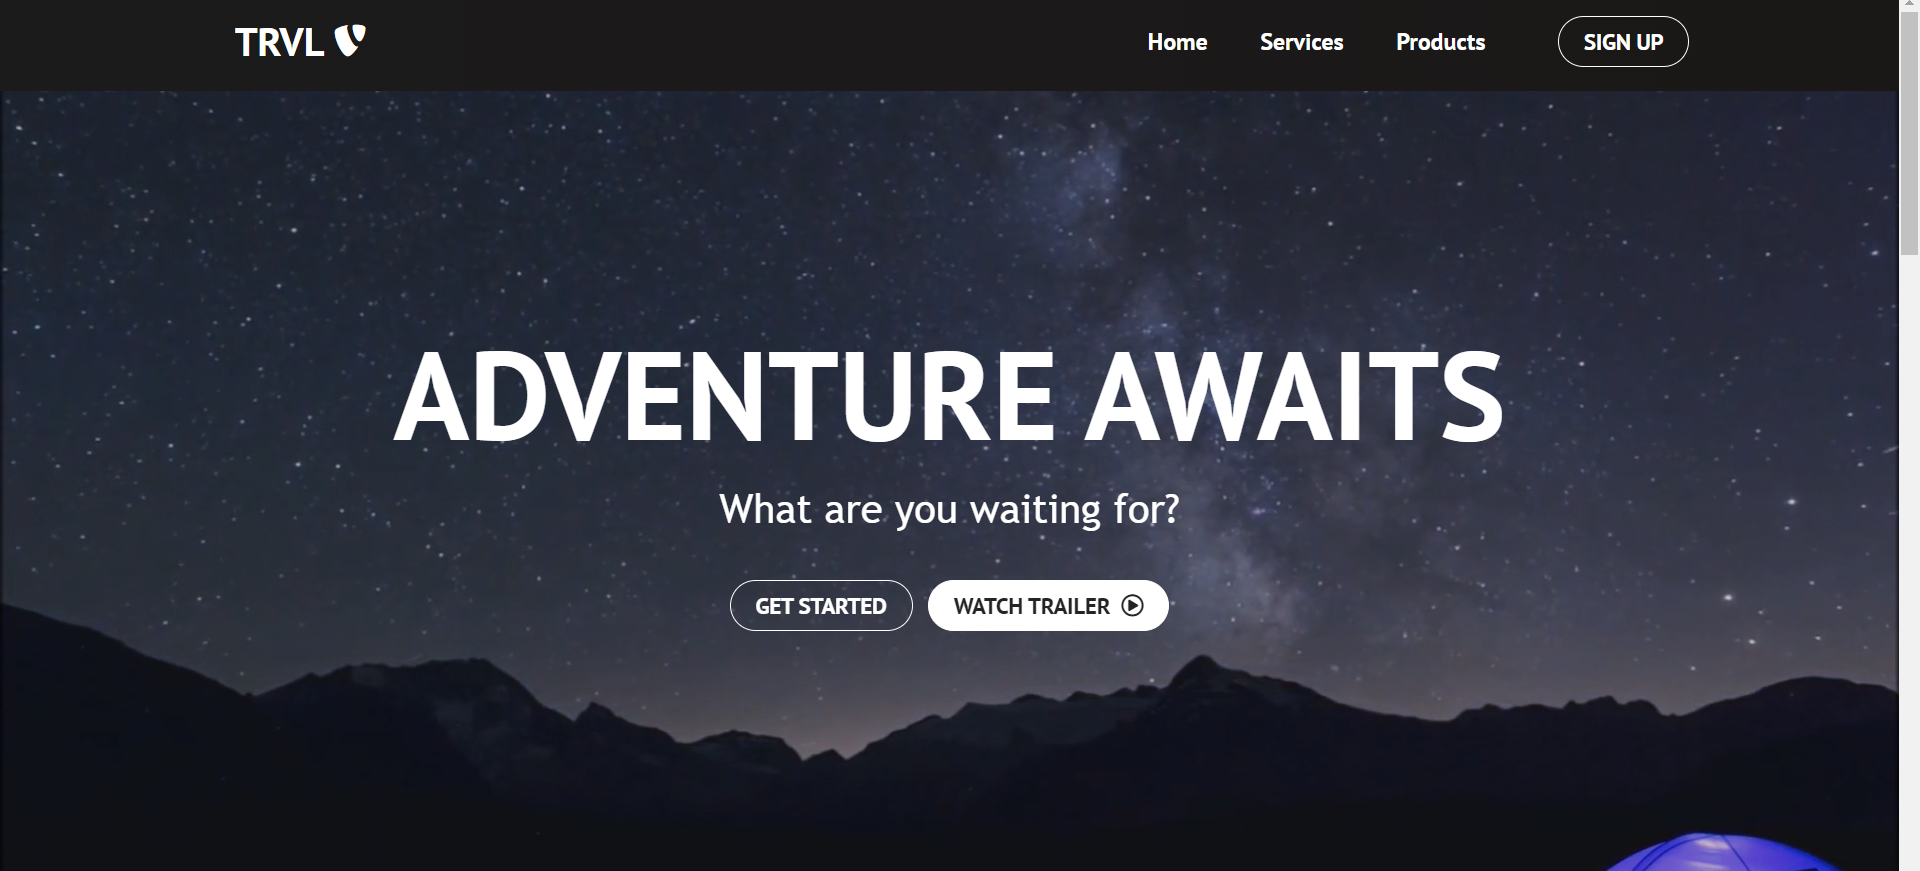 TRVL
Home Services Products SIGN UP
ADVENTURE AWAITS
What are you waiting for?
GET STARTED WATCH TRAILER